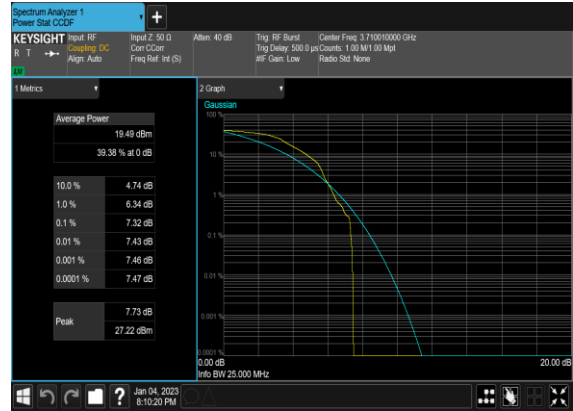 Spectrum Analyzer 1
Power Stat CCDF
KEYSIGHT
R T
LXI
Input: RF
Coupling: DC
Align: Auto
Input Z: 50 Ω
Corr CCorr
Freq Ref: Int (S)
Atten: 40 dB
Trig: RF Burst
Trig Delay: 500.0 µs
#IF Gain: Low
Center Freq: 3.710010000 GHz
Counts: 1.00 M/1.00 Mpt
Radio Std: None
1 Metrics
Average Power
19.49 dBm
39.38 % at 0 dB
10.0 % 4.74 dB
1.0 % 6.34 dB
0.1 % 7.32 dB
0.01 % 7.43 dB
0.001 % 7.46 dB
0.0001 % 7.47 dB
Peak
7.73 dB
27.22 dBm
2 Graph
Gaussian
100 %
10 %
1 %
0.1 %
0.01 %
0.001 %
0.0001 %
0.00 dB
20.00 dB
Info BW 25.000 MHz
Jan 04, 2023
8:10:20 PM